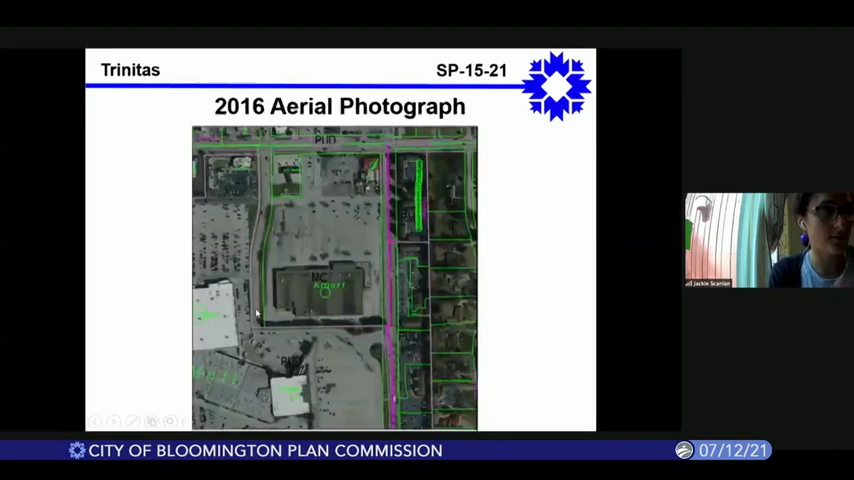 Trinitas
SP-15-21
2016 Aerial Photograph
PUD
MC
Kmart
PUD
Jackie Scanlan
CITY OF BLOOMINGTON PLAN COMMISSION
07/12/21